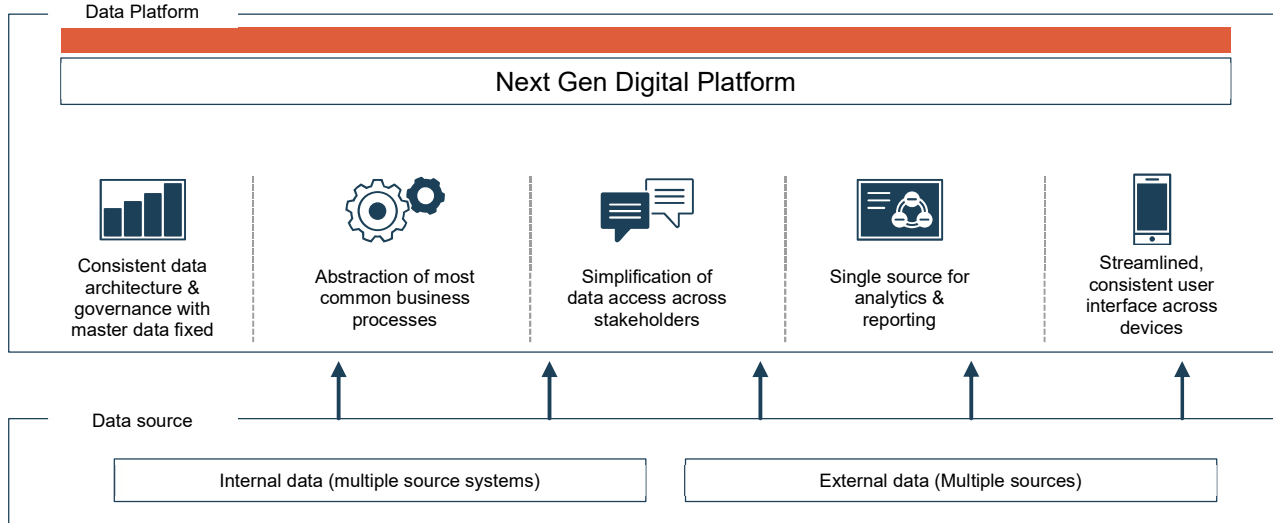 Data Platform
Next Gen Digital Platform
Consistent data
architecture &
governance with
master data fixed
Abstraction of most
common business
processes
Simplification of
data access across
stakeholders
Single source for
analytics &
reporting
Streamlined,
consistent user
interface across
devices
Data source
Internal data (multiple source systems)
External data (Multiple sources)